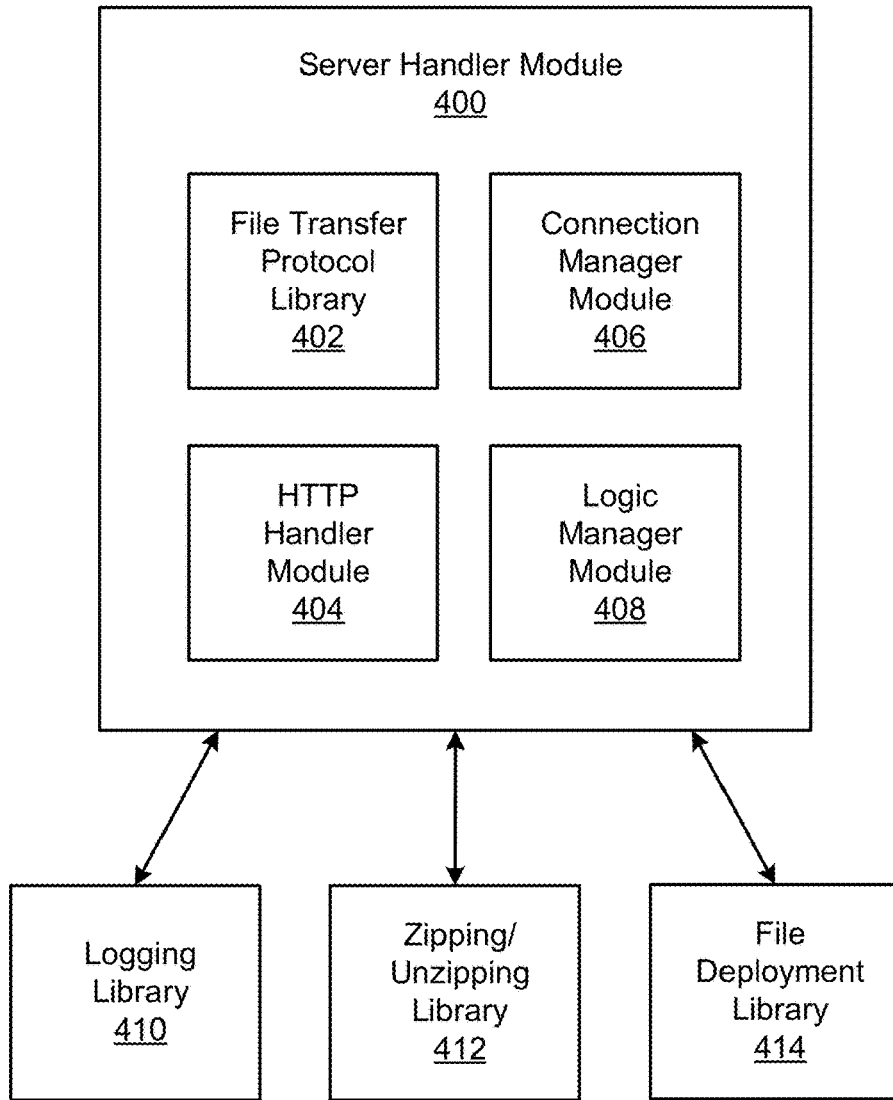 Server Handler Module
400
File Transfer
Protocol
Library
402
Connection
Manager
Module
406
HTTP
Handler
Module
404
Logic
Manager
Module
408
Logging
Library
410
Zipping/
Unzipping
Library
412
File
Deployment
Library
414